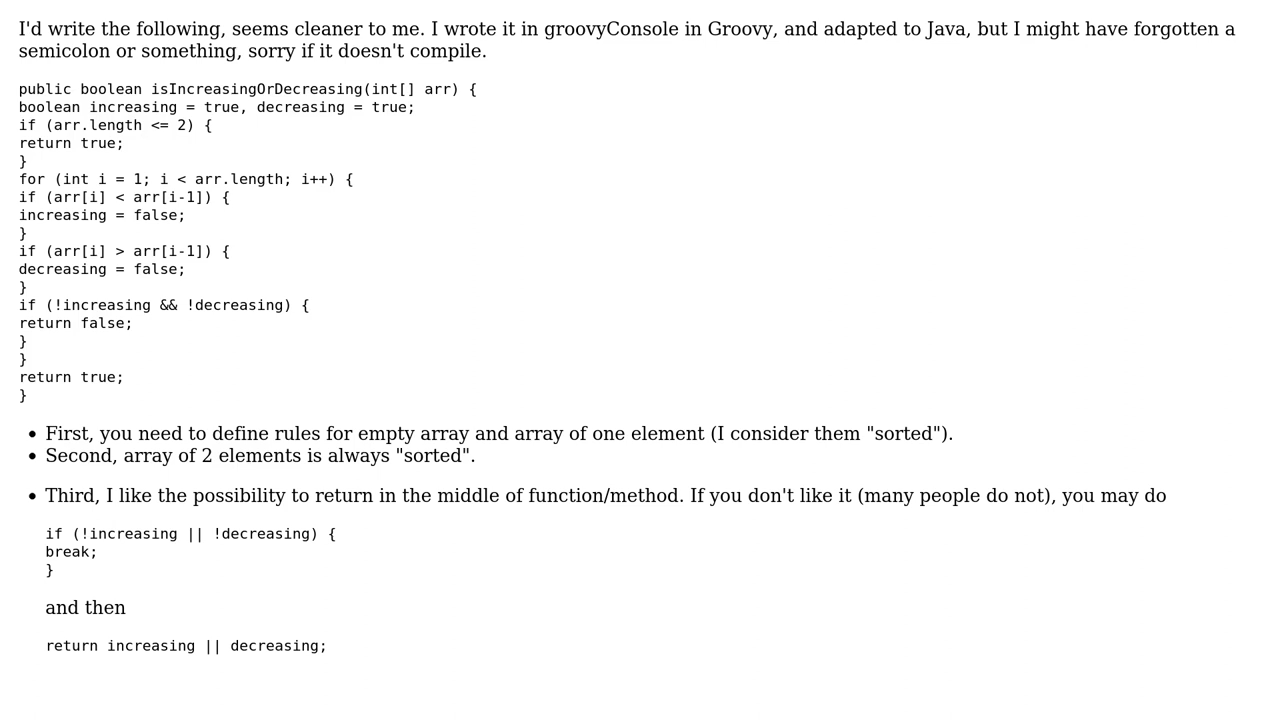 I'd write the following, seems cleaner to me. I wrote it in groovyConsole in Groovy, and adapted to Java, but I might have forgotten a
semicolon or something, sorry if it doesn't compile.
public boolean isIncreasingOrDecreasing(int[] arr) {
boolean increasing = true, decreasing = true;
if (arr.length <= 2) {
return true;
}
for (int i = 1; i < arr.length; i++) {
if (arr[i] < arr[i-1]) {
increasing = false;
}
if (arr[i] > arr[i-1]) {
decreasing = false;
}
if (!increasing && !decreasing) {
return false;
}
}
return true;
}
• First, you need to define rules for empty array and array of one element (I consider them "sorted").
• Second, array of 2 elements is always "sorted".
• Third, I like the possibility to return in the middle of function/method. If you don't like it (many people do not), you may do
if (!increasing || !decreasing) {
break;
}
and then
return increasing || decreasing;